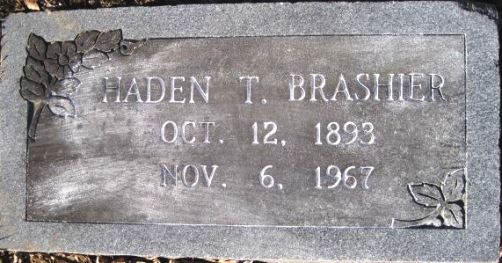 HADEN T. BRASHIER
OCT. 12, 1893
NOV. 6, 1967